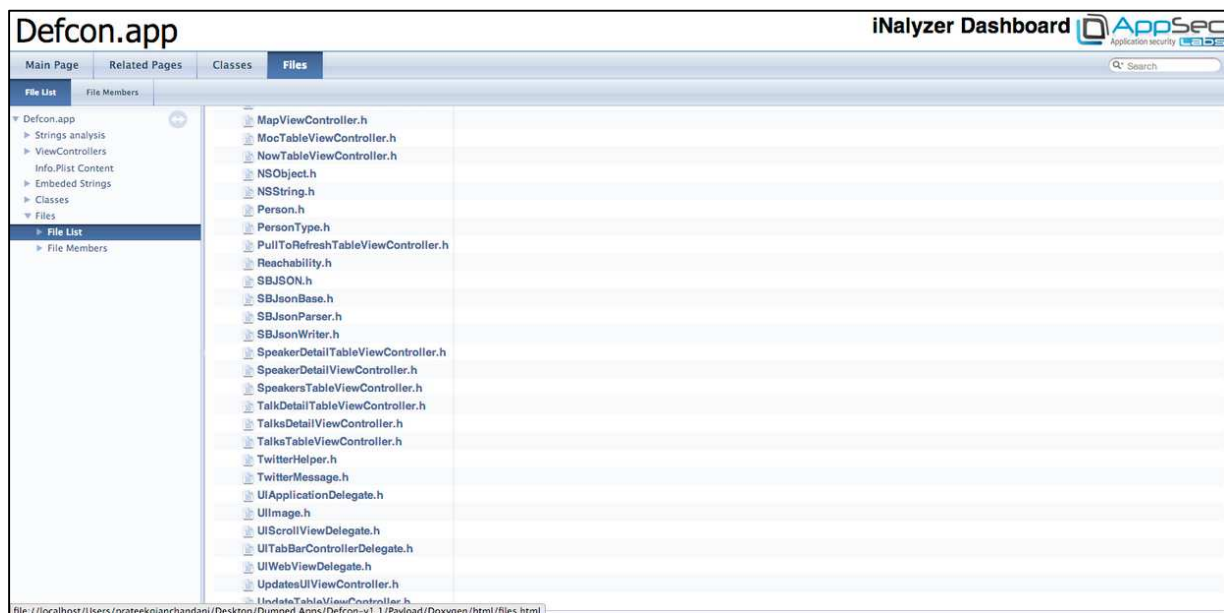 Defcon.app
iNalyzer Dashboard
AppSec
Application security LABS
Main Page Related Pages Classes Files
Search
File List File Members
Defcon.app
Strings analysis
ViewControllers
Info.Plist Content
Embeded Strings
Classes
Files
File List
File Members
MapViewController.h
MocTableViewController.h
NowTableViewController.h
NSObject.h
NSString.h
Person.h
PersonType.h
PullToRefreshTableViewController.h
Reachability.h
SBJSON.h
SBJsonBase.h
SBJsonParser.h
SBJsonWriter.h
SpeakerDetailTableViewController.h
SpeakerDetailViewController.h
SpeakersTableViewController.h
TalkDetailTableViewController.h
TalksDetailViewController.h
TalksTableViewController.h
TwitterHelper.h
TwitterMessage.h
UIApplicationDelegate.h
UIImage.h
UIScrollViewDelegate.h
UITabBarControllerDelegate.h
UIWebViewDelegate.h
UpdatesUIViewController.h
UpdateTableViewController.h
file://localhost/Users/prateekgianchandani/Desktop/Dumped Apps/Defcon-v1.1/Payload/Doxygen/html/files.html